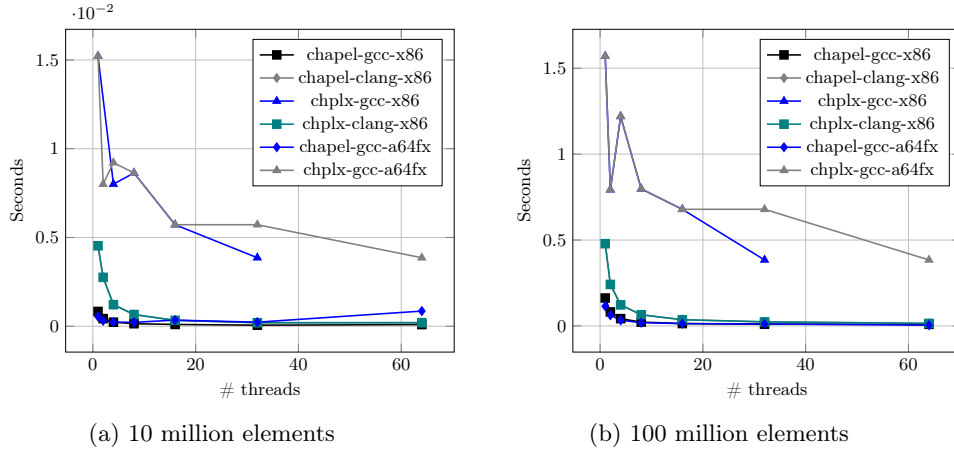 ·10⁻²
1.5
1
0.5
0
Seconds
0 20 40 60
# threads
chapel-gcc-x86
chapel-clang-x86
chplx-gcc-x86
chplx-clang-x86
chapel-gcc-a64fx
chplx-gcc-a64fx
(a) 10 million elements
1.5
1
0.5
0
Seconds
0 20 40 60
# threads
chapel-gcc-x86
chapel-clang-x86
chplx-gcc-x86
chplx-clang-x86
chapel-gcc-a64fx
chplx-gcc-a64fx
(b) 100 million elements